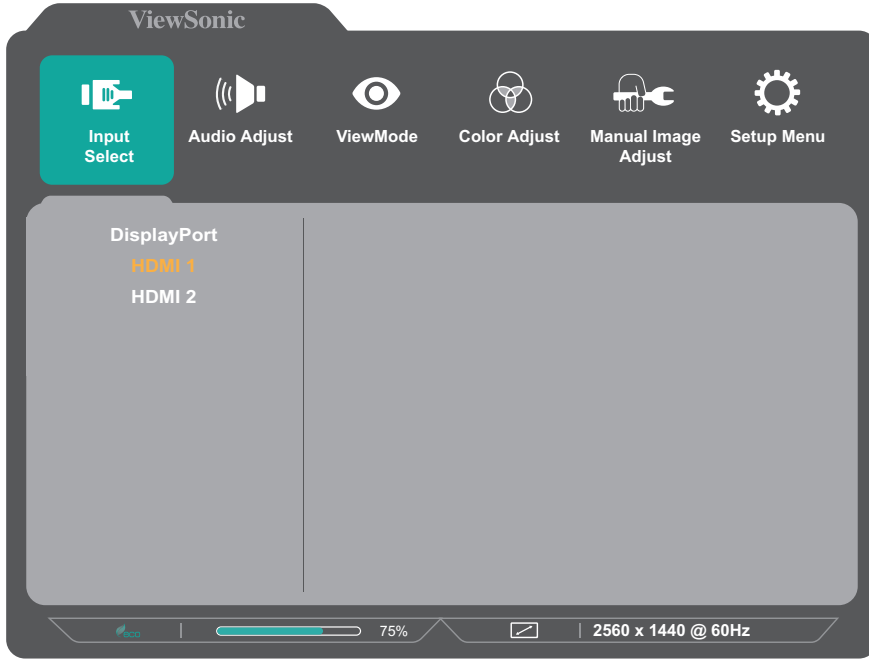 ViewSonic
Input
Select
Audio Adjust
ViewMode
Color Adjust
Manual Image
Adjust
Setup Menu
DisplayPort
HDMI 1
HDMI 2
eco
75%
2560 x 1440 @ 60Hz